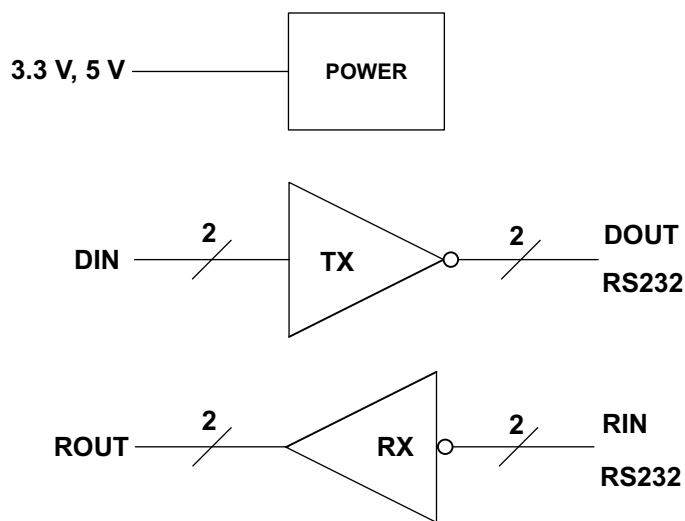 3.3 V, 5 V
POWER
2
2
DOUT
DIN
TX
RS232
2
2
RIN
ROUT
RX
RS232